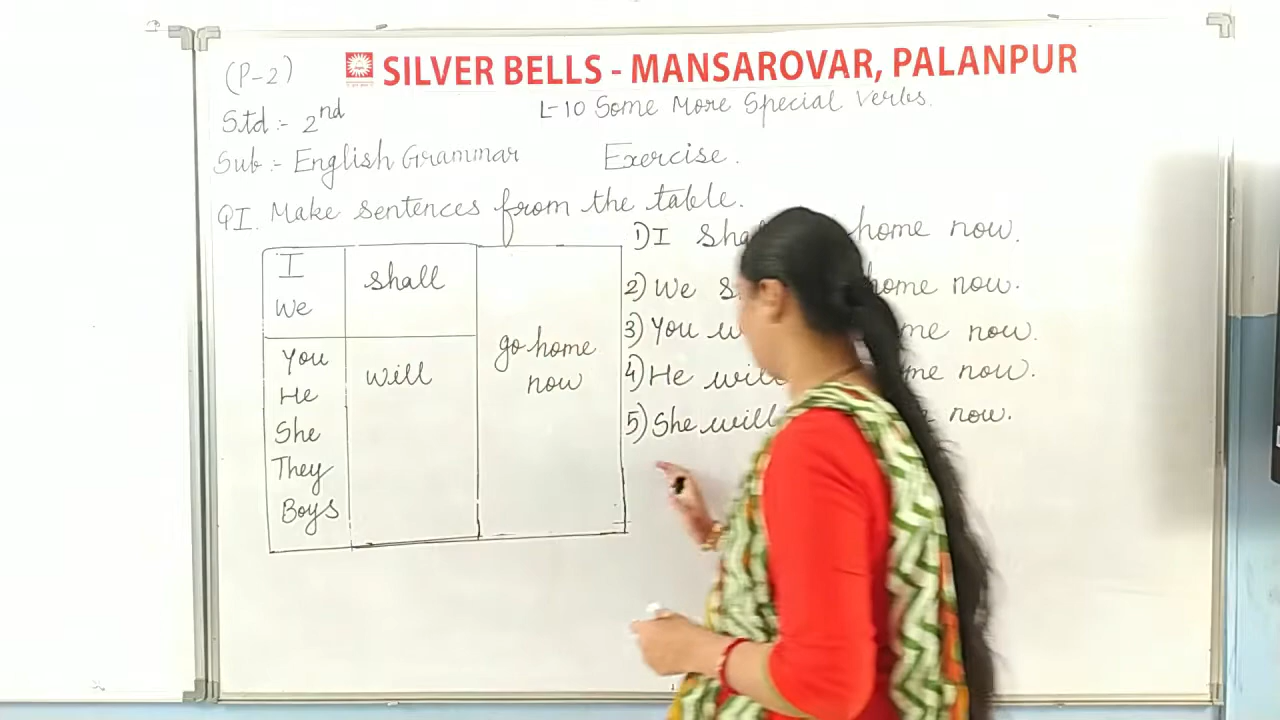 (P-2)
SILVER BELLS - MANSAROVAR, PALANPUR
Std :- 2nd
L-10 Some More Special Verbs.
Sub :- English Grammar
Exercise.
QI. Make sentences from the table.
I
We
shall
You
He
She
They
Boys
will
go home
now
1) I home now.
2) We home now.
3) You now.
4) He will now.
5) She will now.